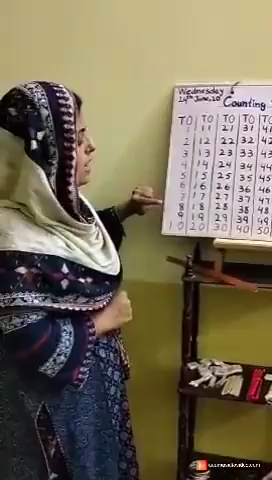 Wednesday
24th June, 20
Counting
TO TO TO TO TO
1 11 21 31 41
2 12 22 32 42
3 13 23 33 43
4 14 24 34 44
5 15 25 35 45
6 16 26 36 46
7 17 27 37 47
8 18 28 38 48
9 19 29 39 49
10 20 30 40 50